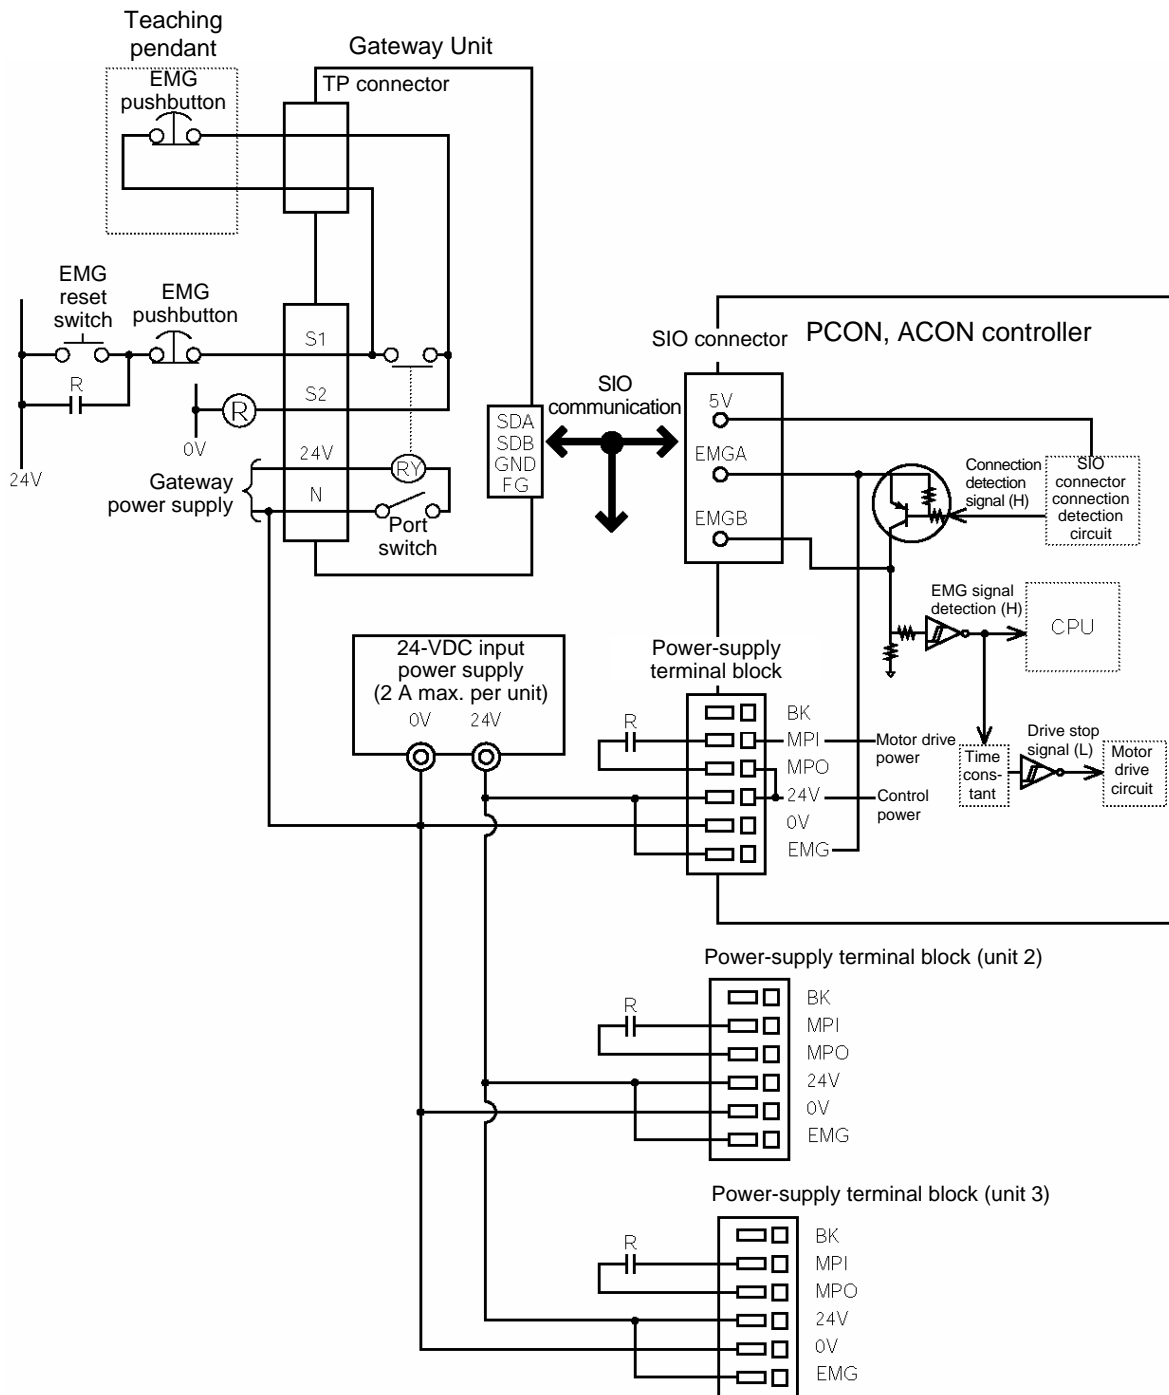 Teaching
pendant
Gateway Unit
EMG
pushbutton
TP connector
EMG
reset
switch
EMG
pushbutton
S1
R
S2
R
0V
24V
24V
RY
Gateway
power supply
N
Port
switch
SDA
SDB
GND
FG
SIO
communication
SIO connector
PCON, ACON controller
5V
EMGA
EMGB
Connection
detection
signal (H)
SIO
connector
connection
detection
circuit
EMG signal
detection (H)
CPU
24-VDC input
power supply
(2 A max. per unit)
0V 24V
Power-supply
terminal block
R
BK
MPI
MPO
24V
0V
EMG
Motor drive
power
Control
power
Time
cons-
tant
Drive stop
signal (L)
Motor
drive
circuit
Power-supply terminal block (unit 2)
R
BK
MPI
MPO
24V
0V
EMG
Power-supply terminal block (unit 3)
R
BK
MPI
MPO
24V
0V
EMG